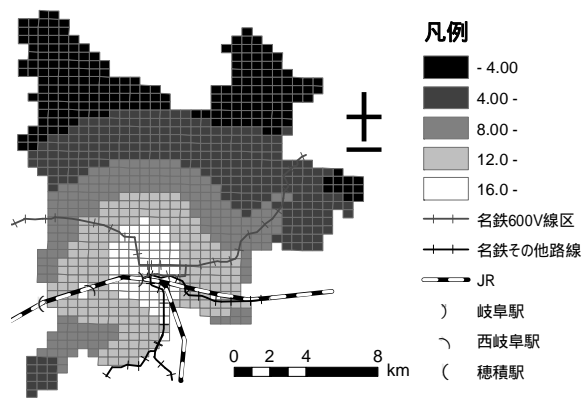 凡例
- 4.00
4.00 -
8.00 -
12.0 -
16.0 -
名鉄600V線区
名鉄その他路線
JR
岐阜駅
西岐阜駅
穂積駅
0 2 4 8
km